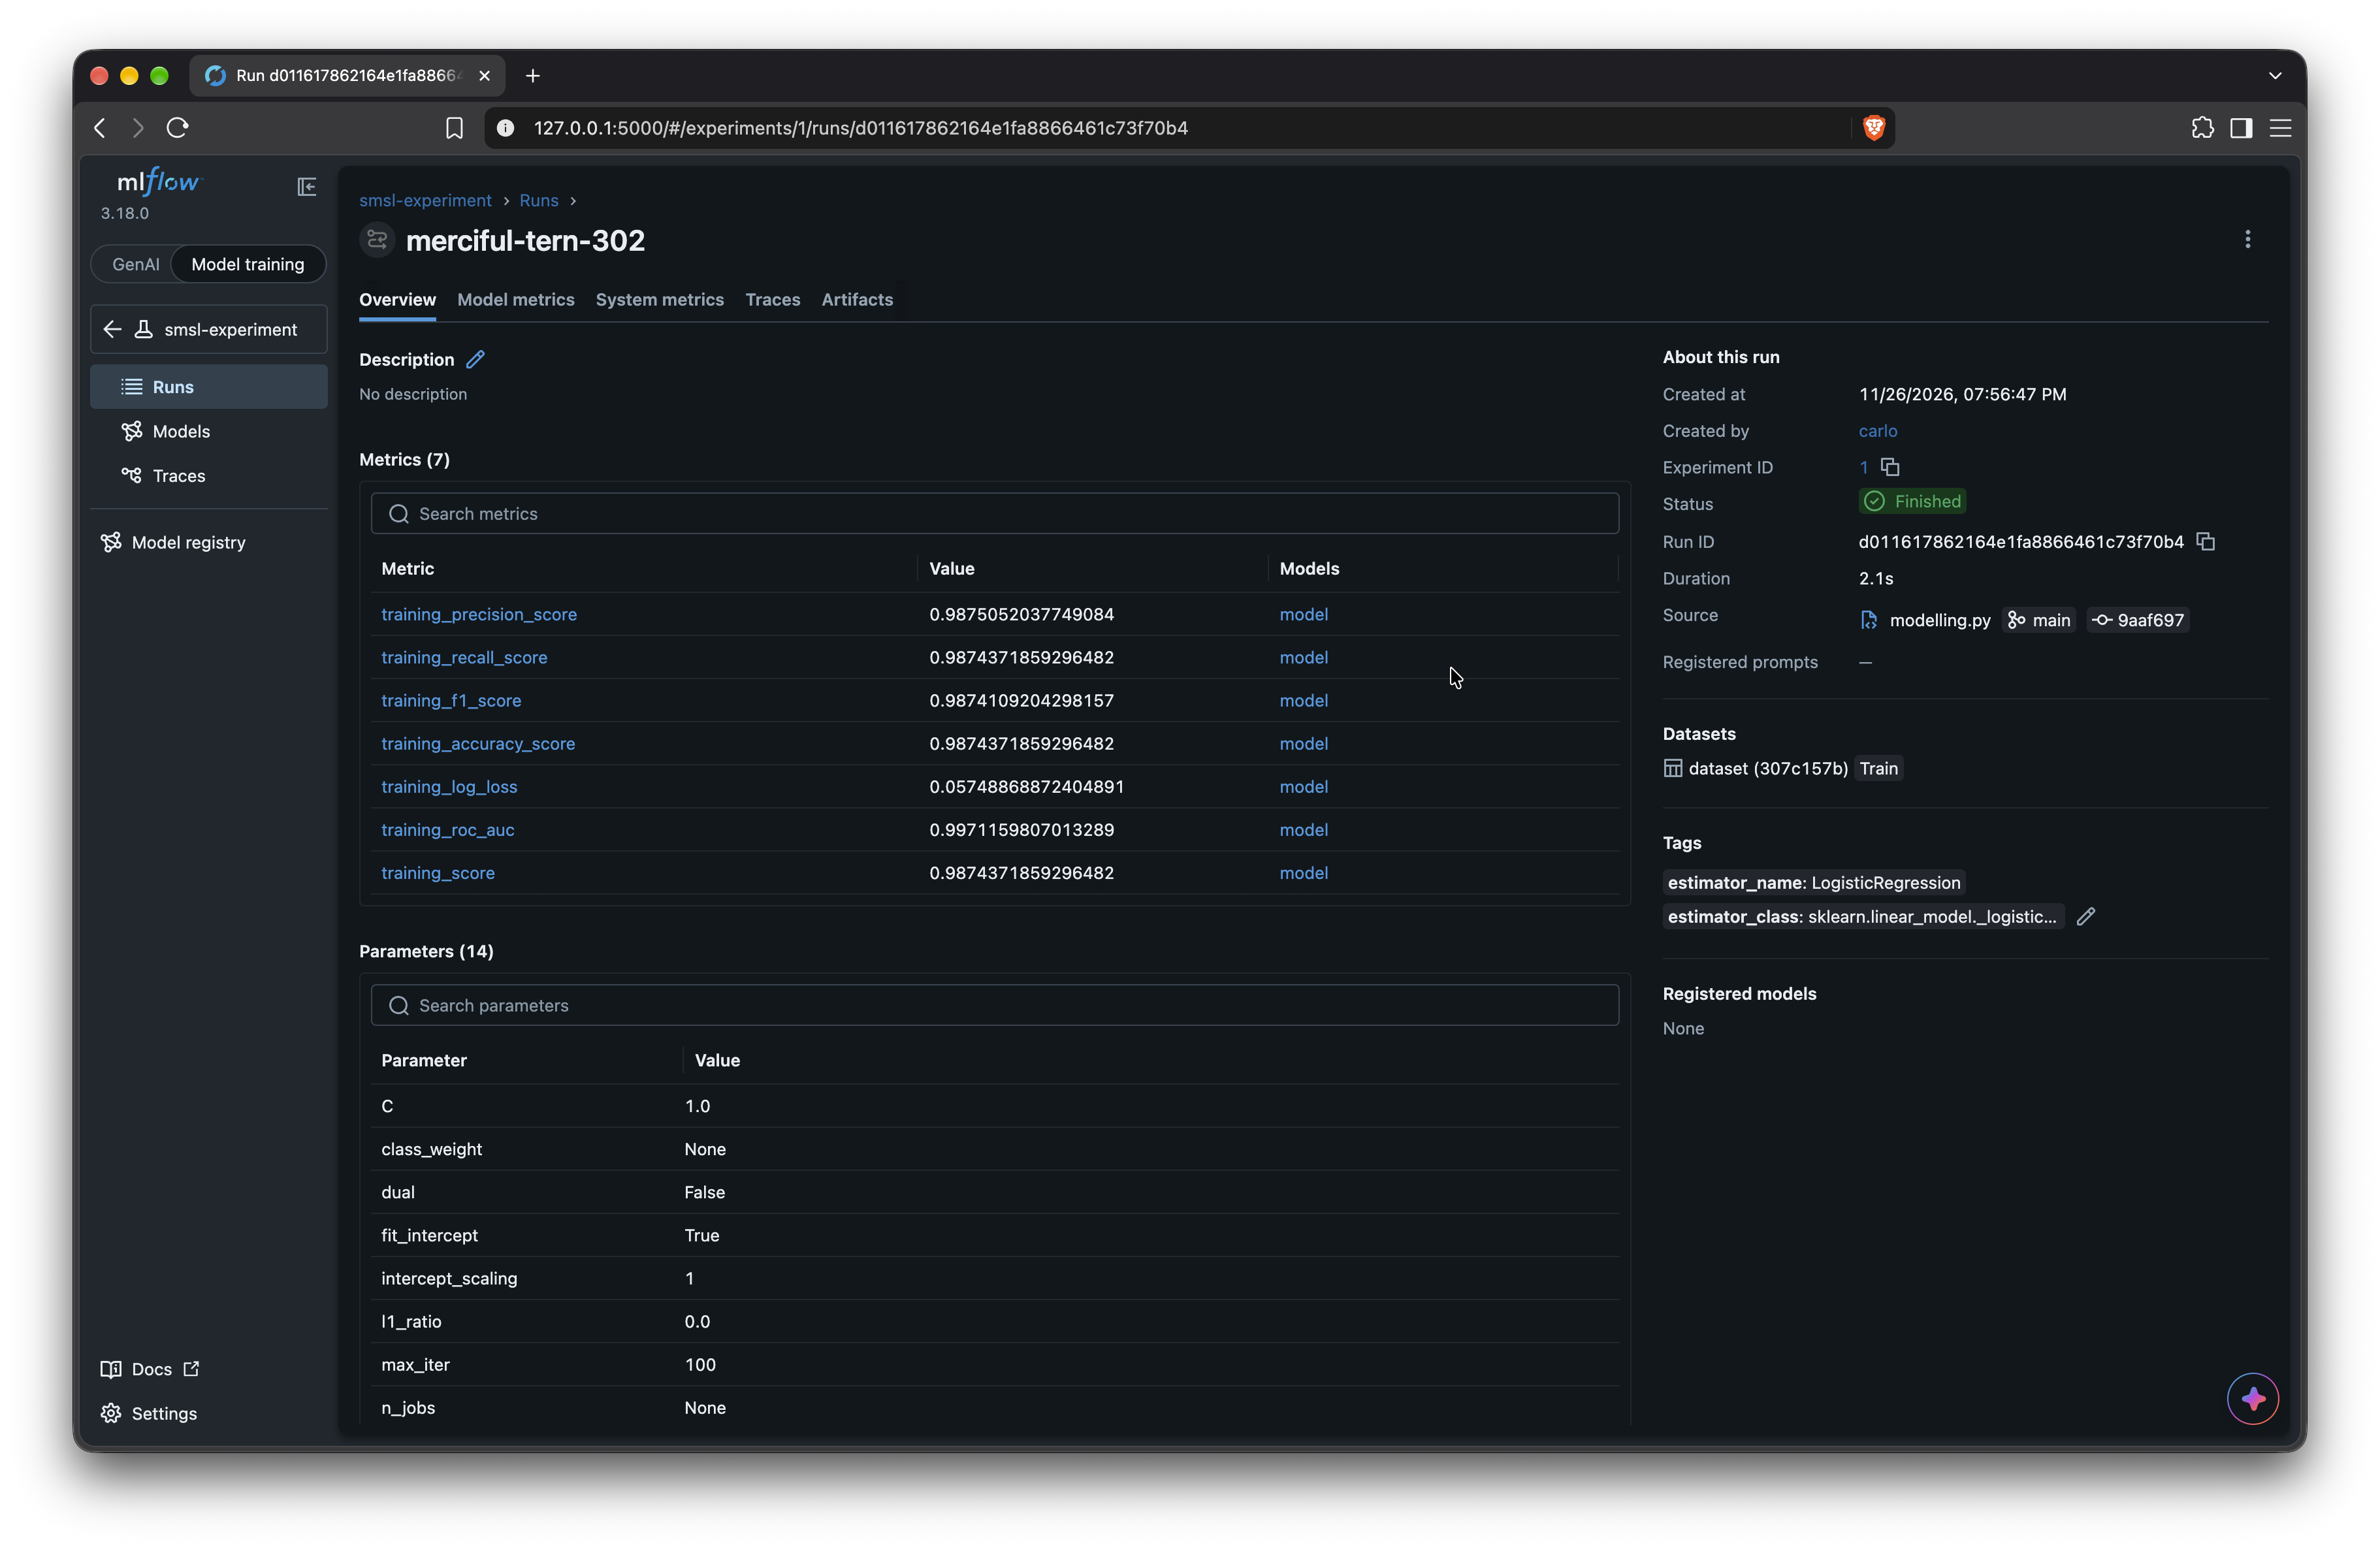 Run d011617862164e1fa8866
127.0.0.1:5000/#/experiments/1/runs/d011617862164e1fa8866461c73f70b4
mlflow
3.18.0
GenAI
Model training
smsl-experiment
Runs
Models
Traces
Model registry
Docs
Settings
smsl-experiment › Runs ›
merciful-tern-302
Overview Model metrics System metrics Traces Artifacts
Description
No description
Metrics (7)
Search metrics
Metric Value Models
training_precision_score 0.9875052037749084 model
training_recall_score 0.9874371859296482 model
training_f1_score 0.9874109204298157 model
training_accuracy_score 0.9874371859296482 model
training_log_loss 0.05748868872404891 model
training_roc_auc 0.9971159807013289 model
training_score 0.9874371859296482 model
Parameters (14)
Search parameters
Parameter Value
C 1.0
class_weight None
dual False
fit_intercept True
intercept_scaling 1
l1_ratio 0.0
max_iter 100
n_jobs None
About this run
Created at 11/26/2026, 07:56:47 PM
Created by carlo
Experiment ID 1
Status Finished
Run ID d011617862164e1fa8866461c73f70b4
Duration 2.1s
Source modelling.py main 9aaf697
Registered prompts —
Datasets
dataset (307c157b) Train
Tags
estimator_name: LogisticRegression
estimator_class: sklearn.linear_model._logistic...
Registered models
None